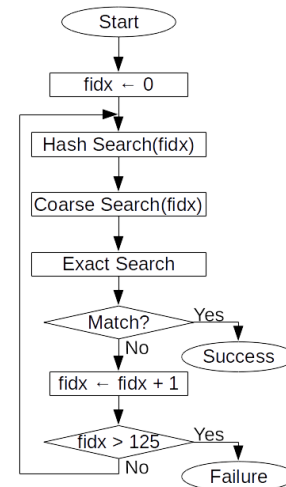 Start
fidx ← 0
Hash Search(fidx)
Coarse Search(fidx)
Exact Search
Match?
Yes
Success
No
fidx ← fidx + 1
fidx > 125
Yes
Failure
No